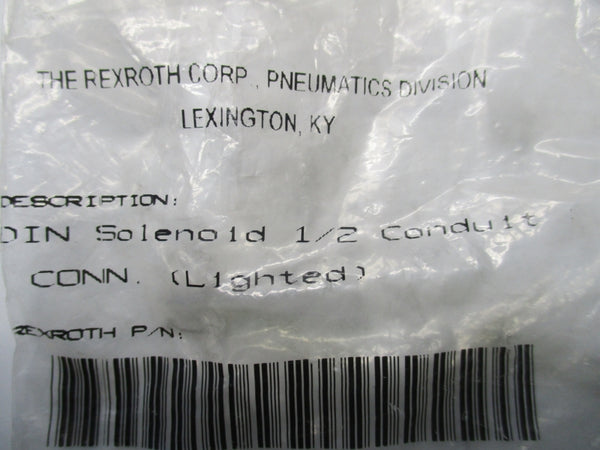 THE REXROTH CORP., PNEUMATICS DIVISION
LEXINGTON, KY
DESCRIPTION:
DIN Solenoid 1/2 Conduit
CONN. (Lighted)
REXROTH P/N: